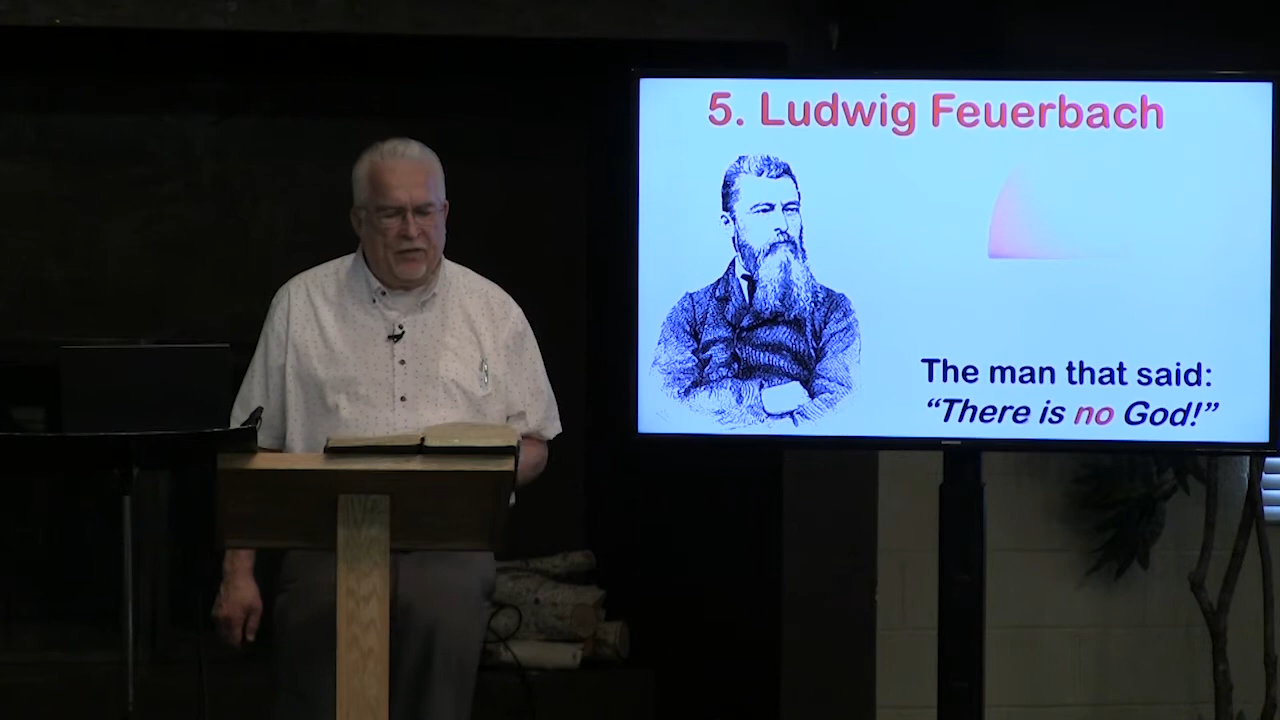 5. Ludwig Feuerbach
The man that said:
“There is no God!”